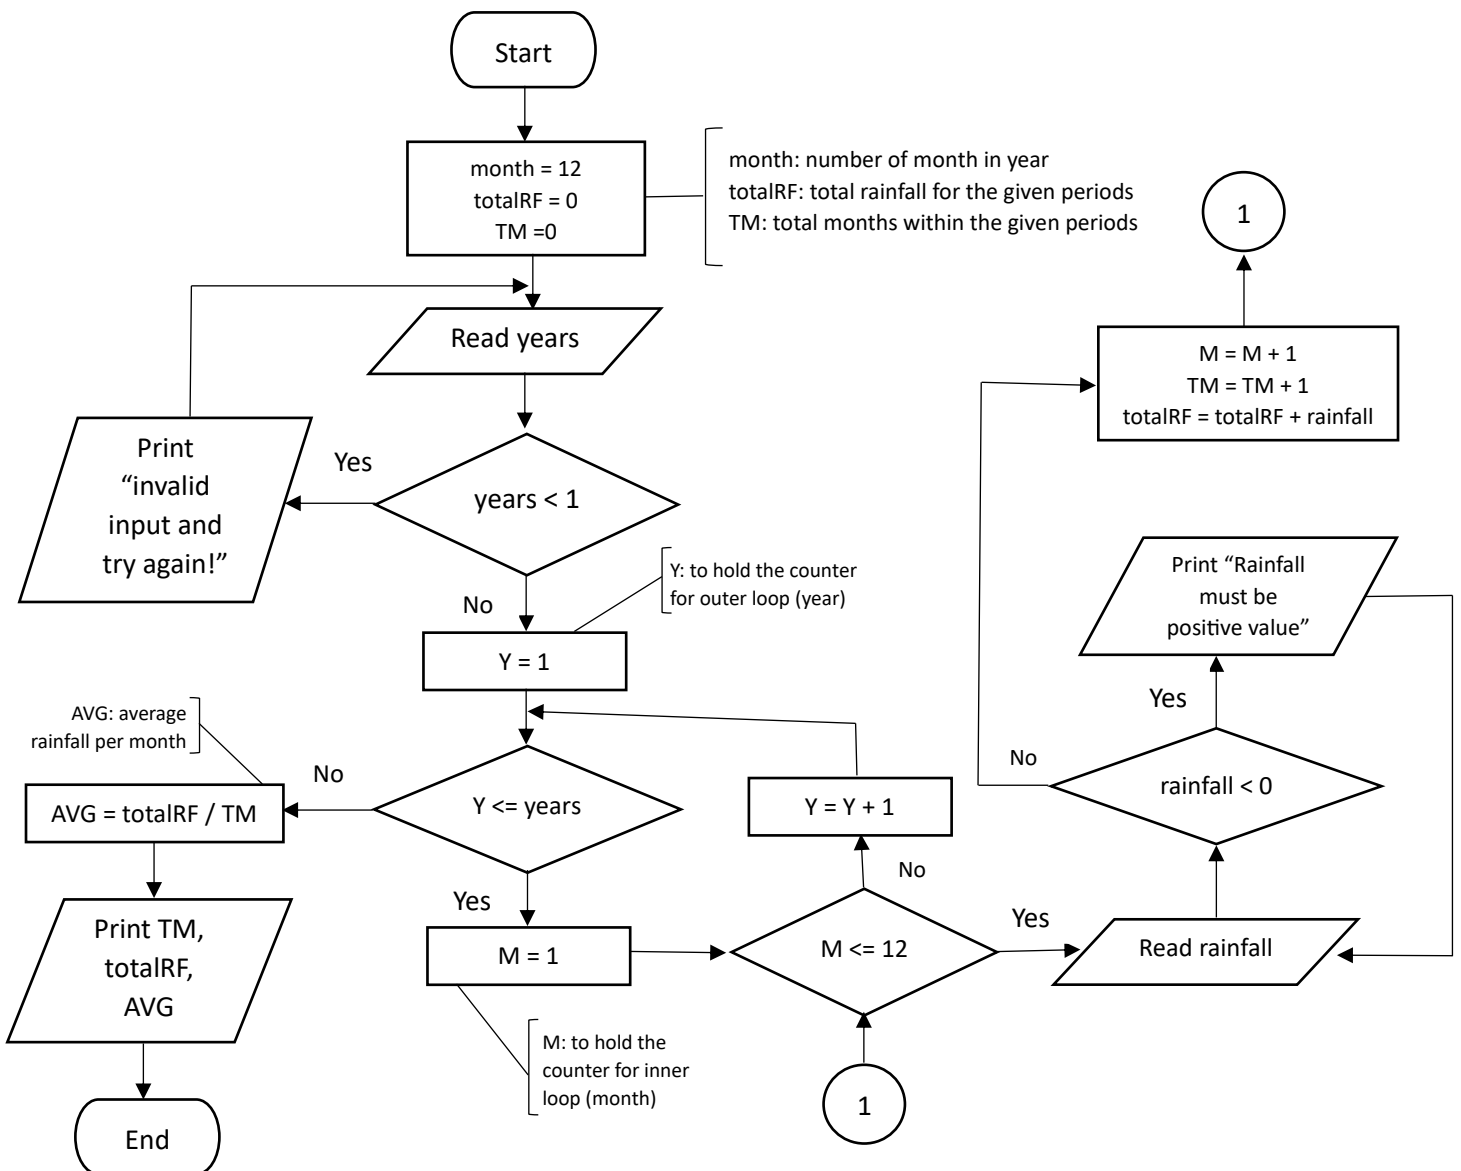 Start
month = 12
totalRF = 0
TM =0
month: number of month in year
totalRF: total rainfall for the given periods
TM: total months within the given periods
1
Read years
M = M + 1
TM = TM + 1
totalRF = totalRF + rainfall
Print
“invalid
input and
try again!”
Yes
years < 1
No
Y: to hold the counter
for outer loop (year)
Y = 1
Print “Rainfall
must be
positive value”
Yes
AVG: average
rainfall per month
No
AVG = totalRF / TM
Y <= years
Y = Y + 1
No
rainfall < 0
No
Yes
Yes
Print TM,
totalRF,
AVG
M = 1
M <= 12
Read rainfall
M: to hold the
counter for inner
loop (month)
1
End